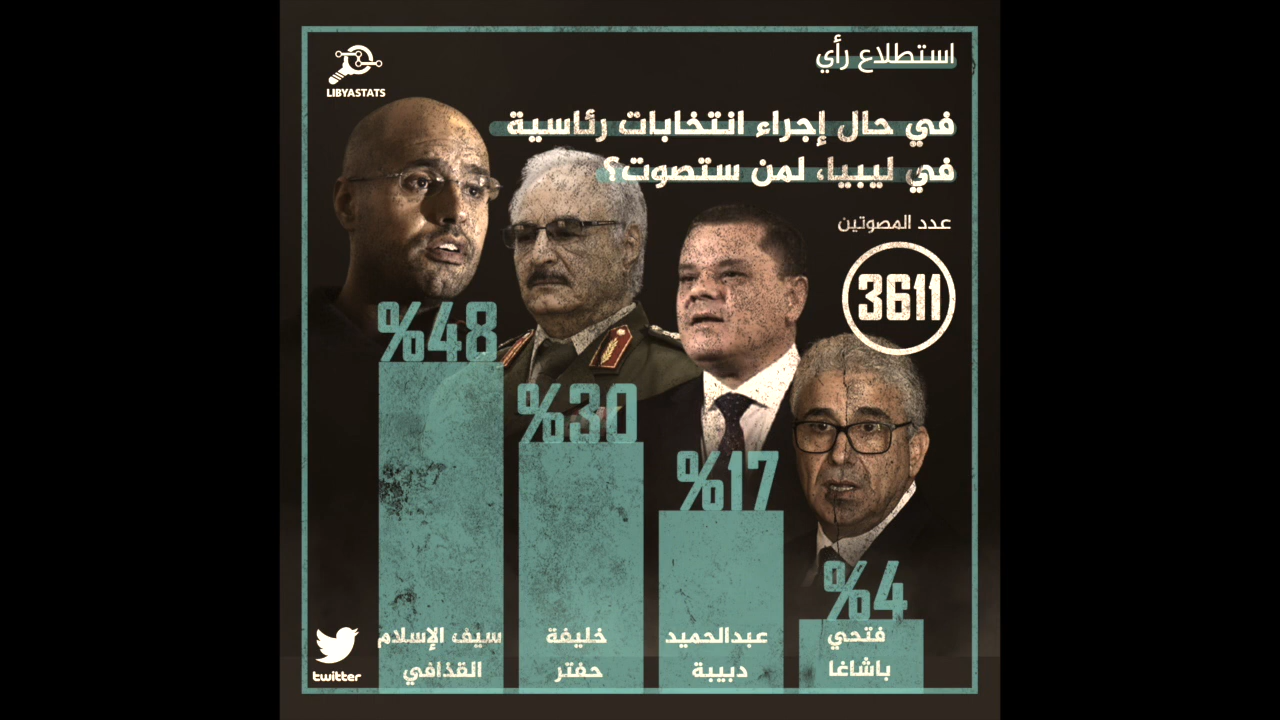 استطلاع رأي
LIBYASTATS
في حال إجراء انتخابات رئاسية
في ليبيا، لمن ستصوت؟
عدد المصوتين
3611
%48
%30
%17
%4
فتحي
باشاغا
عبدالحميد
دبيبة
خليفة
حفتر
سيف الإسلام
القذافي
twitter